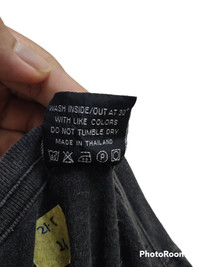 WASH INSIDE/OUT AT 30°
WITH LIKE COLORS
DO NOT TUMBLE DRY
MADE IN THAILAND
PhotoRoom